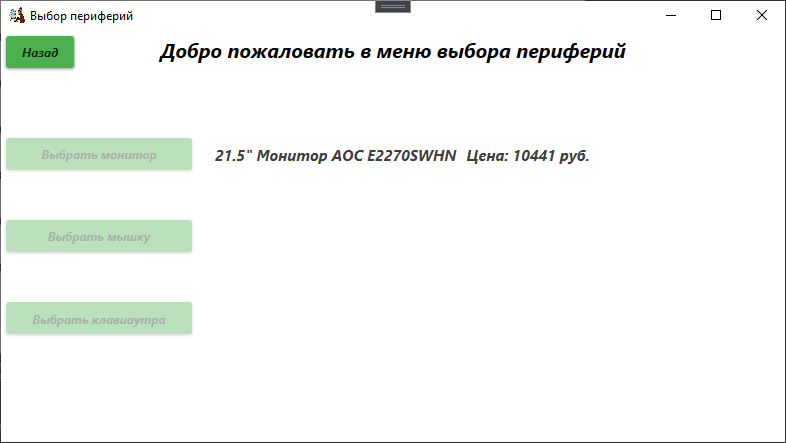 Выбор периферий
Назад
Добро пожаловать в меню выбора периферий
Выбрать монитор
21.5" Монитор AOC E2270SWHN Цена: 10441 руб.
Выбрать мышку
Выбрать клавиаутра